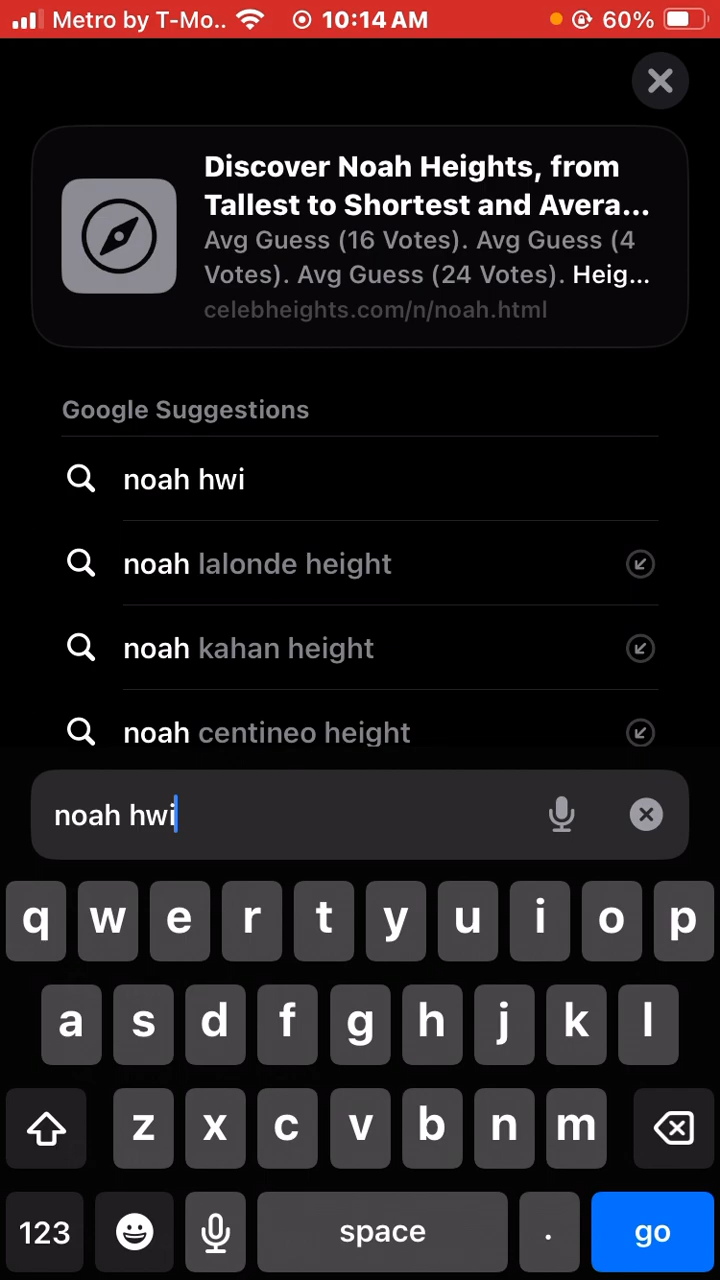 Metro by T-Mo.. 10:14 AM 60%
Discover Noah Heights, from
Tallest to Shortest and Avera...
Avg Guess (16 Votes). Avg Guess (4
Votes). Avg Guess (24 Votes). Heig...
celebheights.com/n/noah.html
Google Suggestions
noah hwi
noah lalonde height
noah kahan height
noah centineo height
noah hwi
q w e r t y u i o p
a s d f g h j k l
z x c v b n m
123 space . go